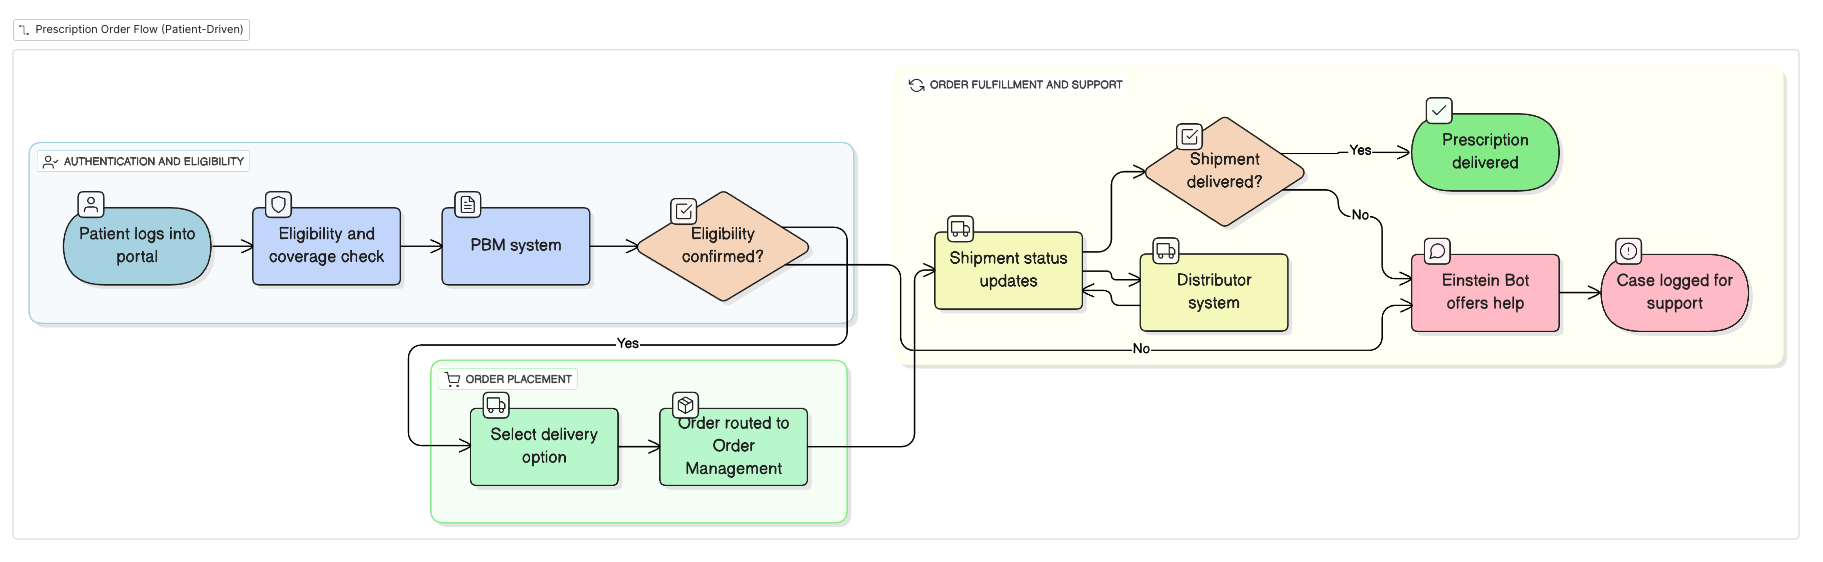 Prescription Order Flow (Patient-Driven)
AUTHENTICATION AND ELIGIBILITY
Patient logs into
portal
Eligibility and
coverage check
PBM system
Eligibility
confirmed?
Yes
No
ORDER PLACEMENT
Select delivery
option
Order routed to
Order
Management
ORDER FULFILLMENT AND SUPPORT
Shipment status
updates
Distributor
system
Shipment
delivered?
Yes
No
Prescription
delivered
Einstein Bot
offers help
Case logged for
support